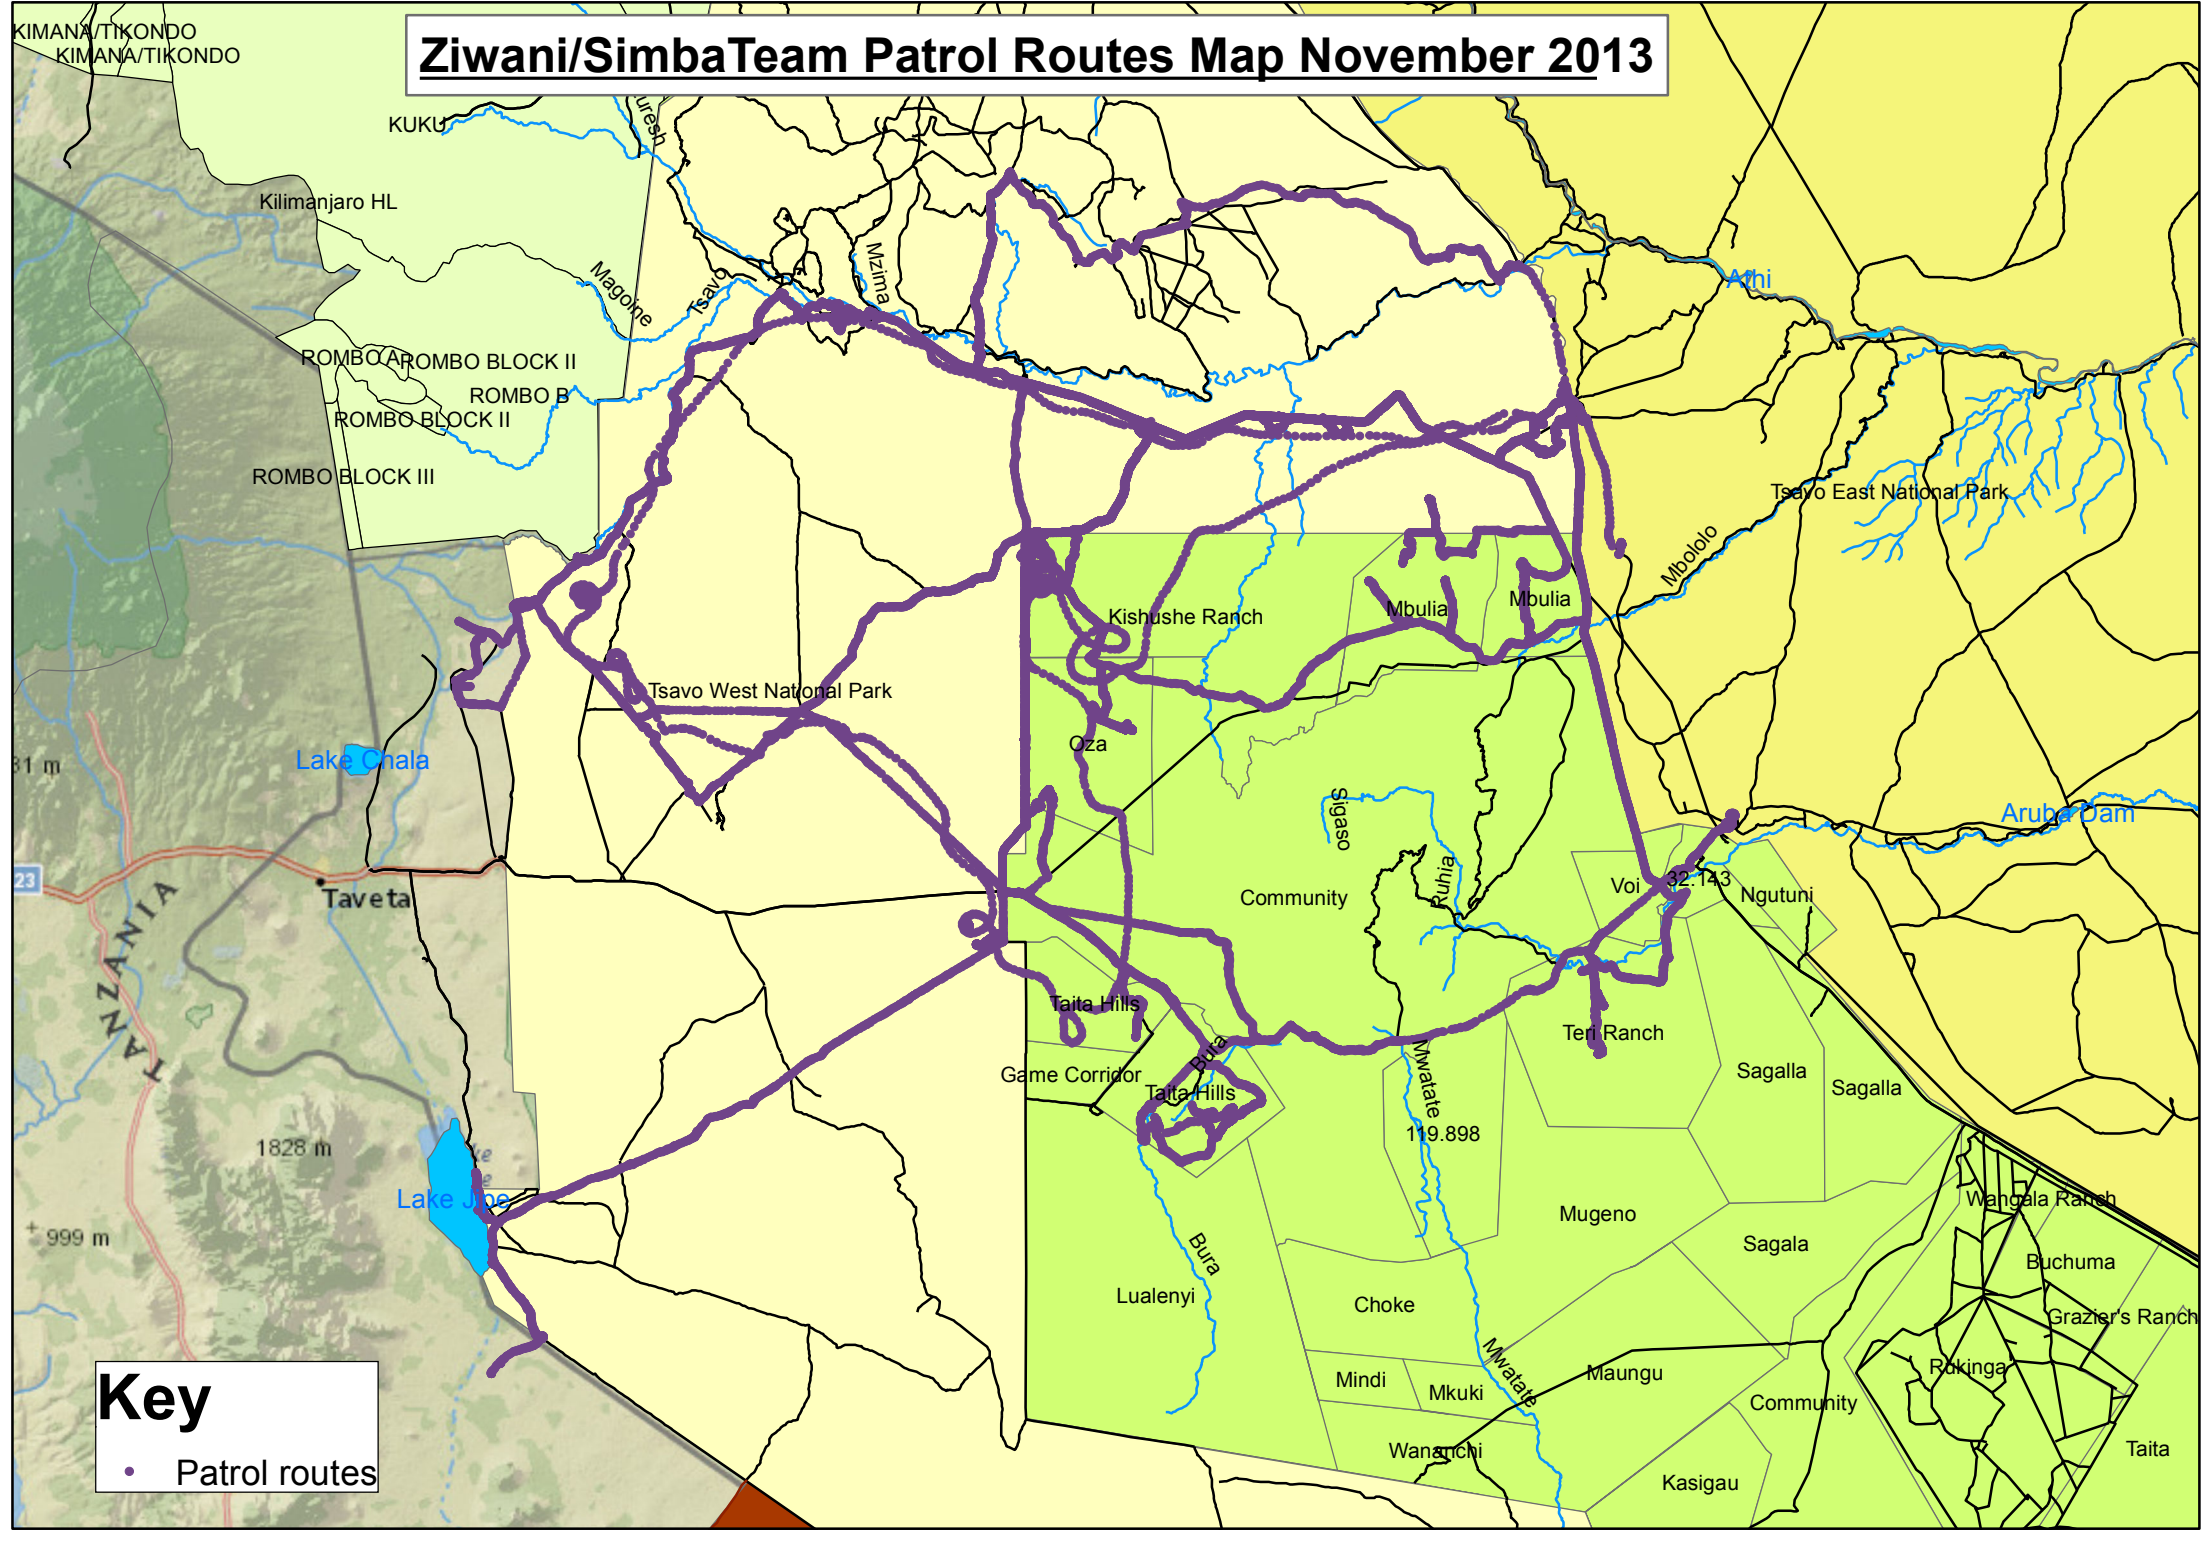 Ziwani/SimbaTeam Patrol Routes Map November 2013
KIMANA/TIKONDO
KIMANA/TIKONDO
KUKU
Kilimanjaro HL
Magoine
Tsavo
Mzima
Athi
ROMBO A
ROMBO BLOCK II
ROMBO B
ROMBO BLOCK II
ROMBO BLOCK III
Tsavo East National Park
Mbololo
Kishushe Ranch
Mbulia
Mbulia
Tsavo West National Park
Oza
Lake Chala
31 m
Aruba Dam
Sigaso
Ruhia
Community
Voi
32.143
Ngutuni
23
Taveta
TANZANIA
Taita Hills
Teri Ranch
Bura
Game Corridor
Taita Hills
Mwatate
Sagalla
Sagalla
119.898
1828 m
Lake Jipe
999 m
Mugeno
Wangala Ranch
Sagala
Buchuma
Bura
Lualenyi
Choke
Grazier's Ranch
Mwatate
Maungu
Rukinga
Mindi
Mkuki
Community
Wananchi
Taita
Kasigau
Key
Patrol routes